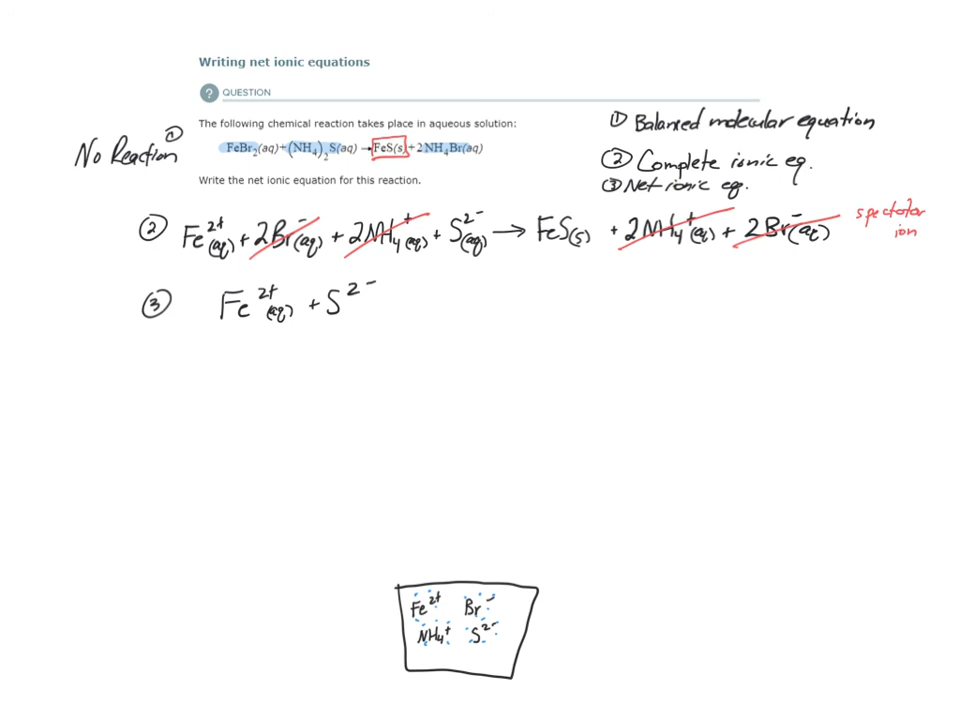 Writing net ionic equations
? QUESTION
The following chemical reaction takes place in aqueous solution:
FeBr₂(aq)+(NH₄)₂S(aq) →FeS(s)+2NH₄Br(aq)
Write the net ionic equation for this reaction.
No Reaction ①
① Balanced molecular equation
② Complete ionic eq.
③ Net ionic eq.
② Fe²⁺(aq) + 2Br⁻(aq) + 2NH₄⁺(aq) + S²⁻(aq) → FeS(s) + 2NH₄⁺(aq) + 2Br⁻(aq)
spectator
ion
③ Fe²⁺(aq) + S²⁻
Fe²⁺ Br⁻
NH₄⁺ S²⁻